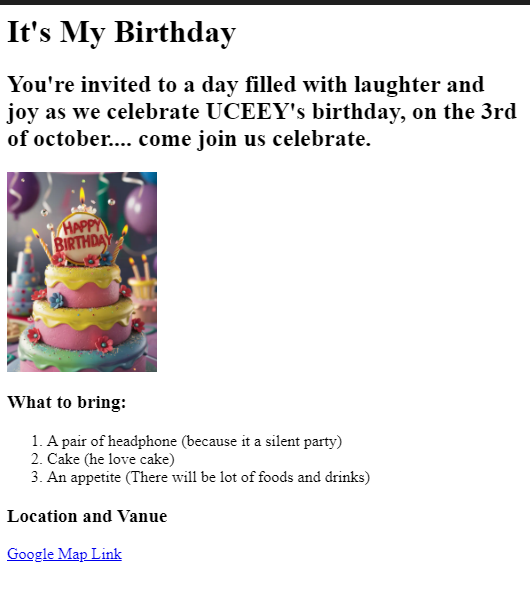 It's My Birthday
You're invited to a day filled with laughter and
joy as we celebrate UCEEY's birthday, on the 3rd
of october.... come join us celebrate.
HAPPY
BIRTHDAY
What to bring:
1. A pair of headphone (because it a silent party)
2. Cake (he love cake)
3. An appetite (There will be lot of foods and drinks)
Location and Vanue
Google Map Link